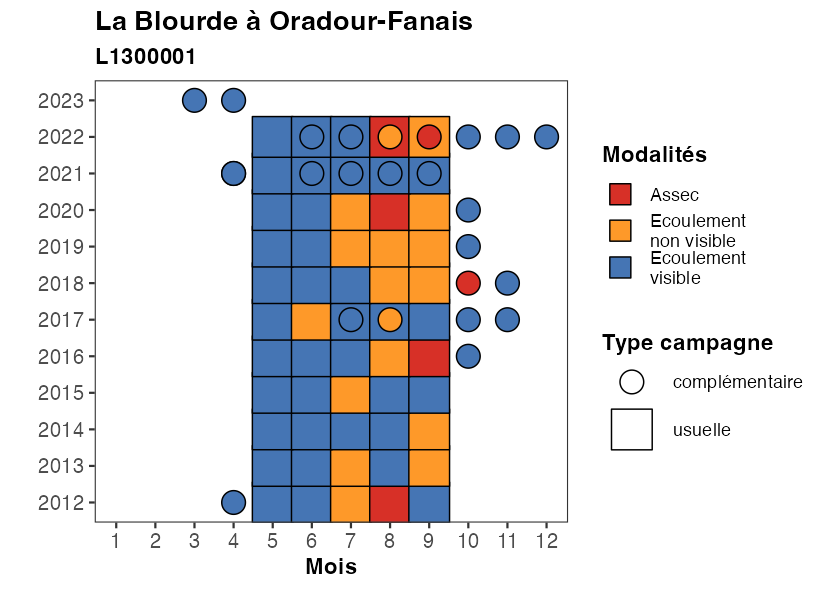 La Blourde à Oradour-Fanais
L1300001
2023
2022
2021
2020
2019
2018
2017
2016
2015
2014
2013
2012
1 2 3 4 5 6 7 8 9 10 11 12
Mois
Modalités
Assec
Ecoulement
non visible
Ecoulement
visible
Type campagne
complémentaire
usuelle